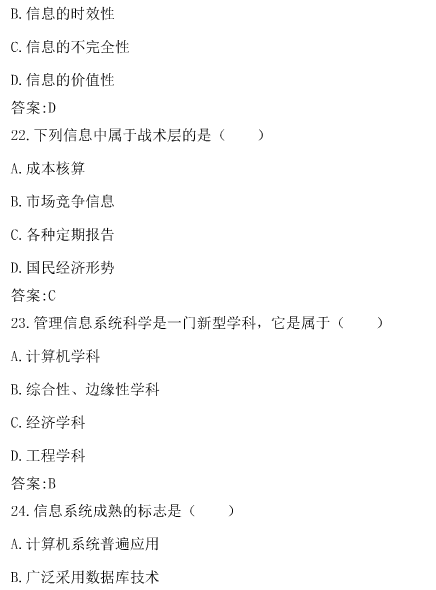 B.信息的时效性
C.信息的不完全性
D.信息的价值性
答案:D
22.下列信息中属于战术层的是（　　）
A.成本核算
B.市场竞争信息
C.各种定期报告
D.国民经济形势
答案:C
23.管理信息系统科学是一门新型学科，它是属于（　　）
A.计算机学科
B.综合性、边缘性学科
C.经济学科
D.工程学科
答案:B
24.信息系统成熟的标志是（　　）
A.计算机系统普遍应用
B.广泛采用数据库技术